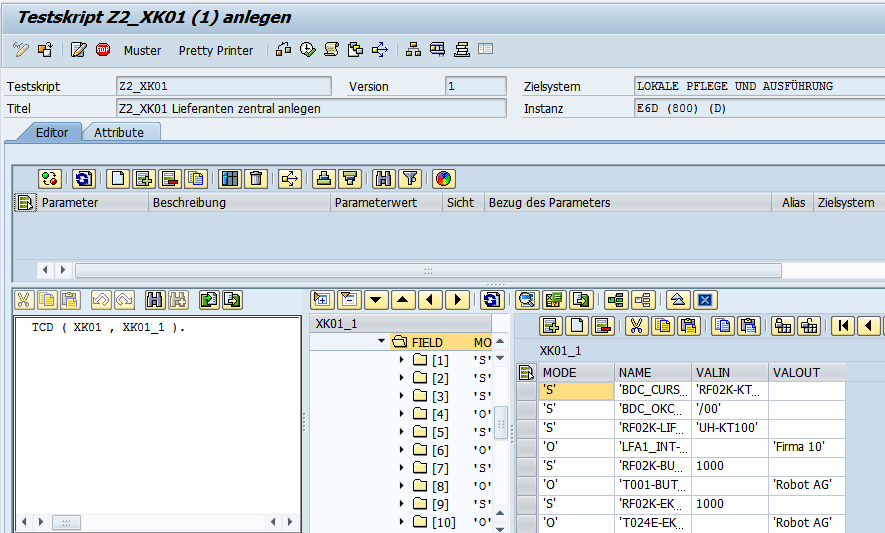 Testskript Z2_XK01 (1) anlegen
Muster Pretty Printer
Testskript Z2_XK01 Version 1 Zielsystem LOKALE PFLEGE UND AUSFÜHRUNG
Titel Z2_XK01 Lieferanten zentral anlegen Instanz E6D (800) (D)
Editor Attribute
Parameter Beschreibung Parameterwert Sicht Bezug des Parameters Alias Zielsystem
TCD ( XK01 , XK01_1 ).
XK01_1
FIELD MO
[1] 'S'
[2] 'S'
[3] 'S'
[4] 'O'
[5] 'S'
[6] 'O'
[7] 'S'
[8] 'O'
[9] 'S'
[10] 'O'
XK01_1
MODE NAME VALIN VALOUT
'S' 'BDC_CURS... 'RF02K-KT...
'S' 'BDC_OKC... '/00'
'S' 'RF02K-LIF... 'UH-KT100'
'O' 'LFA1_INT-... 'Firma 10'
'S' 'RF02K-BU... 1000
'O' 'T001-BUT... 'Robot AG'
'S' 'RF02K-EK... 1000
'O' 'T024E-EK... 'Robot AG'